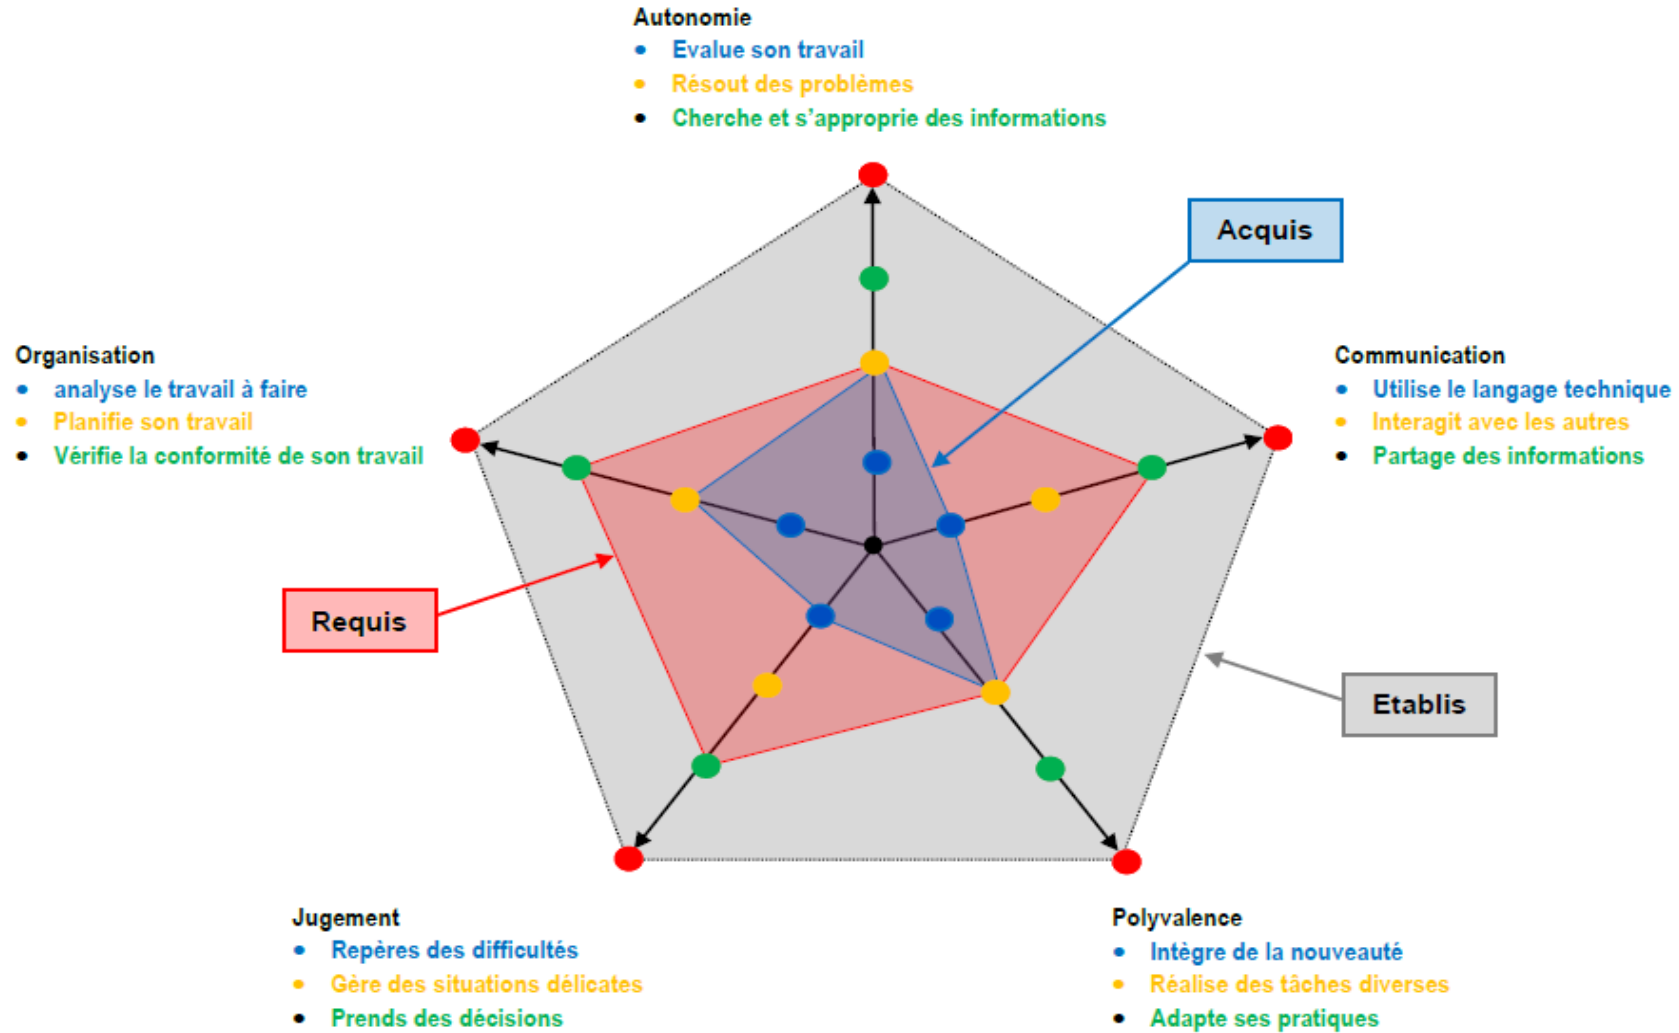 Autonomie
• Evalue son travail
• Résout des problèmes
• Cherche et s'approprie des informations
Acquis
Organisation
• analyse le travail à faire
• Planifie son travail
• Vérifie la conformité de son travail
Communication
• Utilise le langage technique
• Interagit avec les autres
• Partage des informations
Requis
Etablis
Jugement
• Repères des difficultés
• Gère des situations délicates
• Prends des décisions
Polyvalence
• Intègre de la nouveauté
• Réalise des tâches diverses
• Adapte ses pratiques